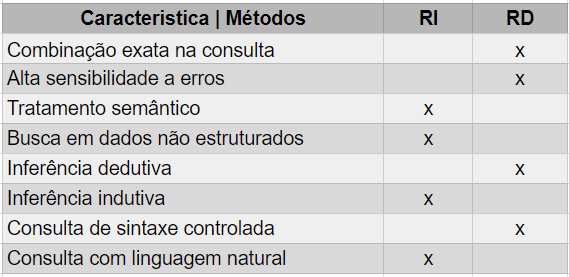 Caracteristica | Métodos RI RD
Combinação exata na consulta x
Alta sensibilidade a erros x
Tratamento semântico x
Busca em dados não estruturados x
Inferência dedutiva x
Inferência indutiva x
Consulta de sintaxe controlada x
Consulta com linguagem natural x